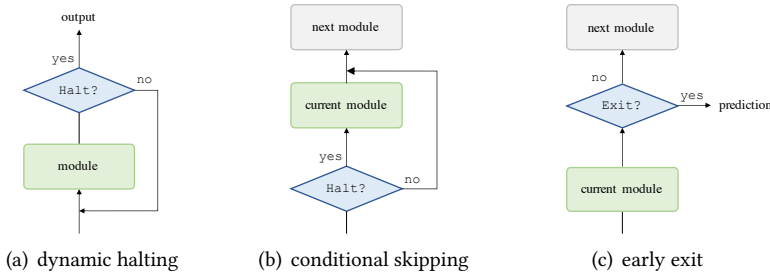 output
yes
Halt?
no
module
(a) dynamic halting
next module
current module
yes
Halt?
no
(b) conditional skipping
next module
no
Exit?
yes
prediction
current module
(c) early exit